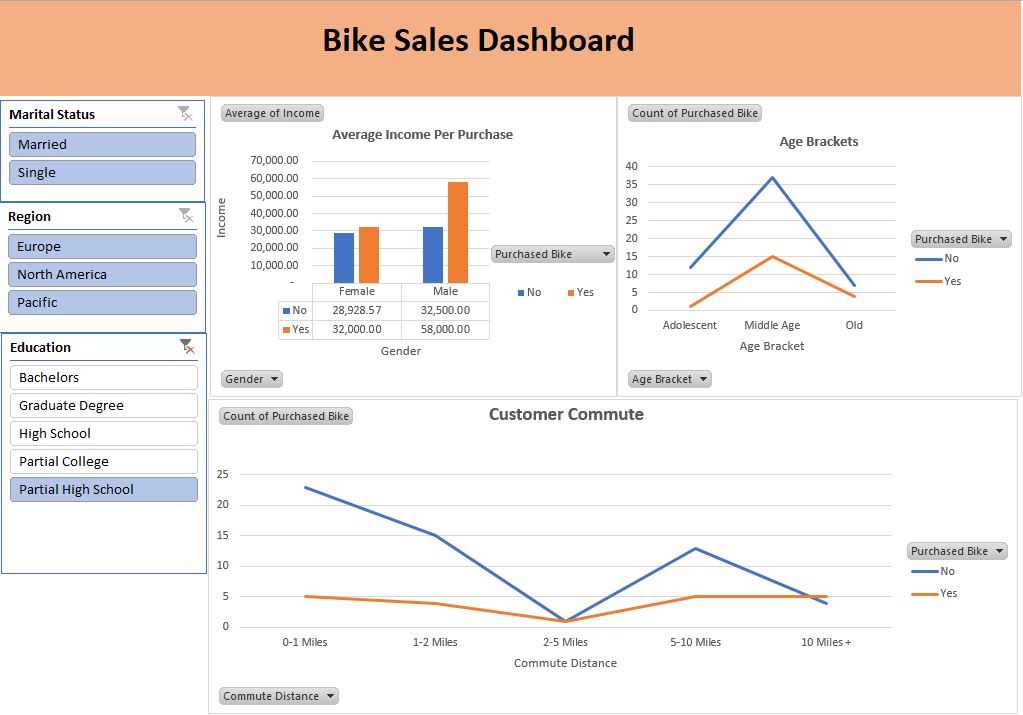 Bike Sales Dashboard
Marital Status
Married
Single
Region
Europe
North America
Pacific
Education
Bachelors
Graduate Degree
High School
Partial College
Partial High School
Average of Income
Average Income Per Purchase
Income
70,000.00
60,000.00
50,000.00
40,000.00
30,000.00
20,000.00
10,000.00
-
Female Male
No 28,928.57 32,500.00
Yes 32,000.00 58,000.00
Gender
Purchased Bike
No Yes
Gender
Count of Purchased Bike
Age Brackets
40
35
30
25
20
15
10
5
0
Adolescent Middle Age Old
Age Bracket
Purchased Bike
No
Yes
Age Bracket
Count of Purchased Bike
Customer Commute
25
20
15
10
5
0
0-1 Miles 1-2 Miles 2-5 Miles 5-10 Miles 10 Miles +
Commute Distance
Purchased Bike
No
Yes
Commute Distance